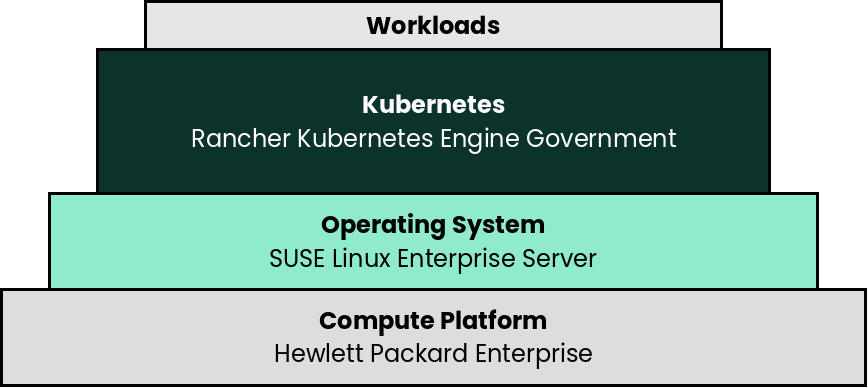 Workloads
Kubernetes
Rancher Kubernetes Engine Government
Operating System
SUSE Linux Enterprise Server
Compute Platform
Hewlett Packard Enterprise